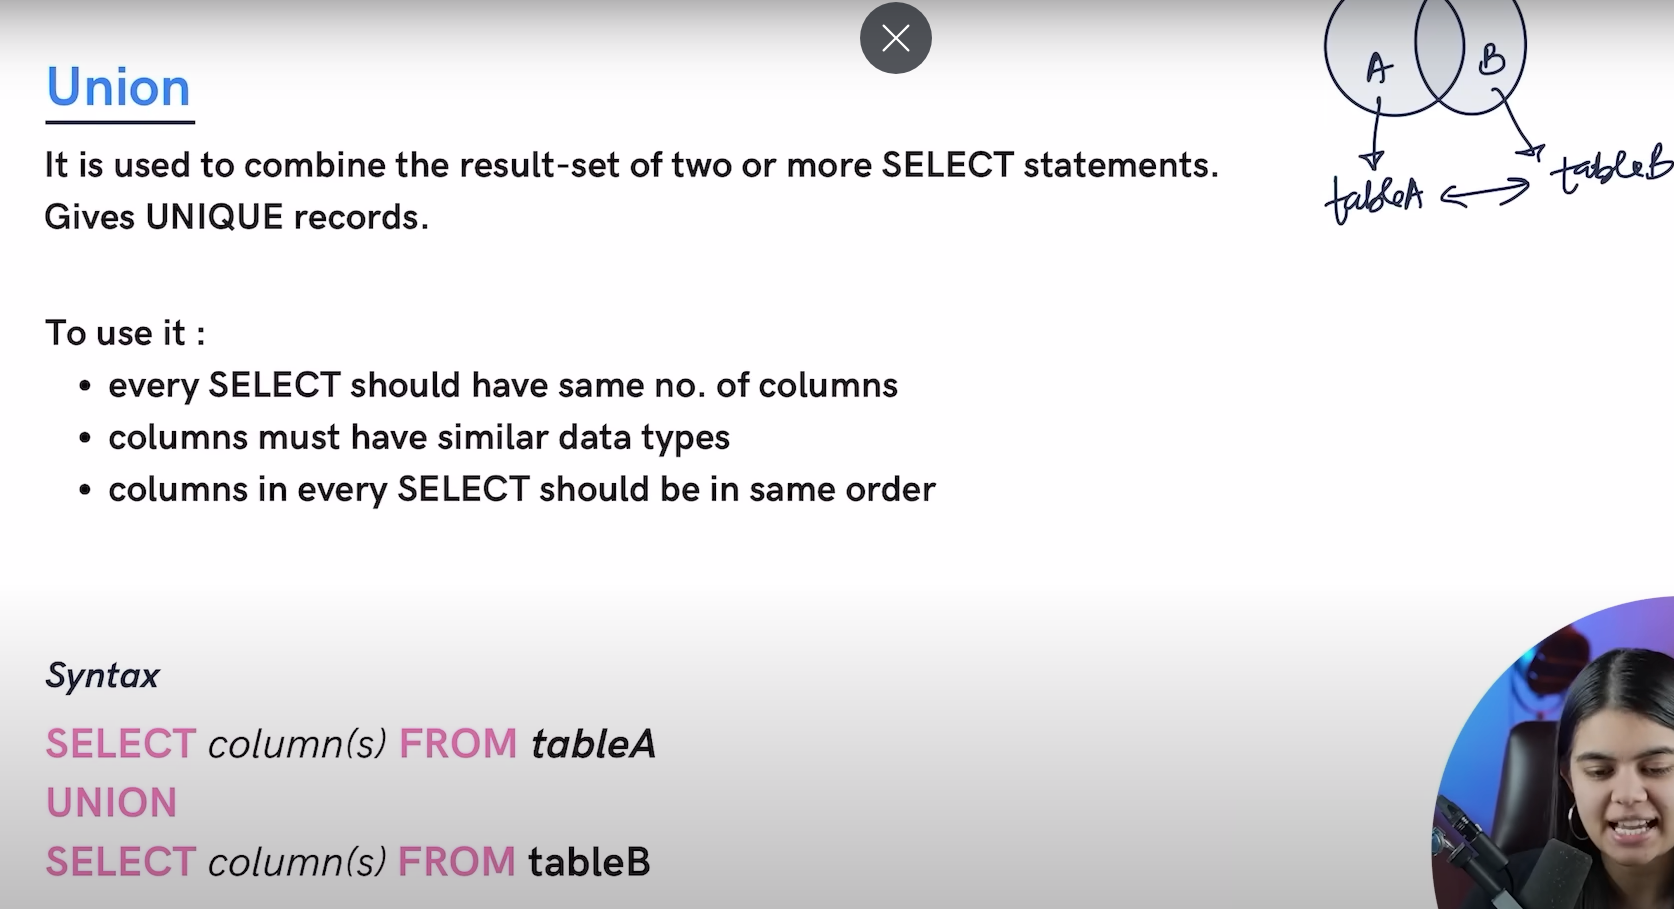 Union
It is used to combine the result-set of two or more SELECT statements.
Gives UNIQUE records.
To use it :
• every SELECT should have same no. of columns
• columns must have similar data types
• columns in every SELECT should be in same order
Syntax
SELECT column(s) FROM tableA
UNION
SELECT column(s) FROM tableB
A B
tableA tableB